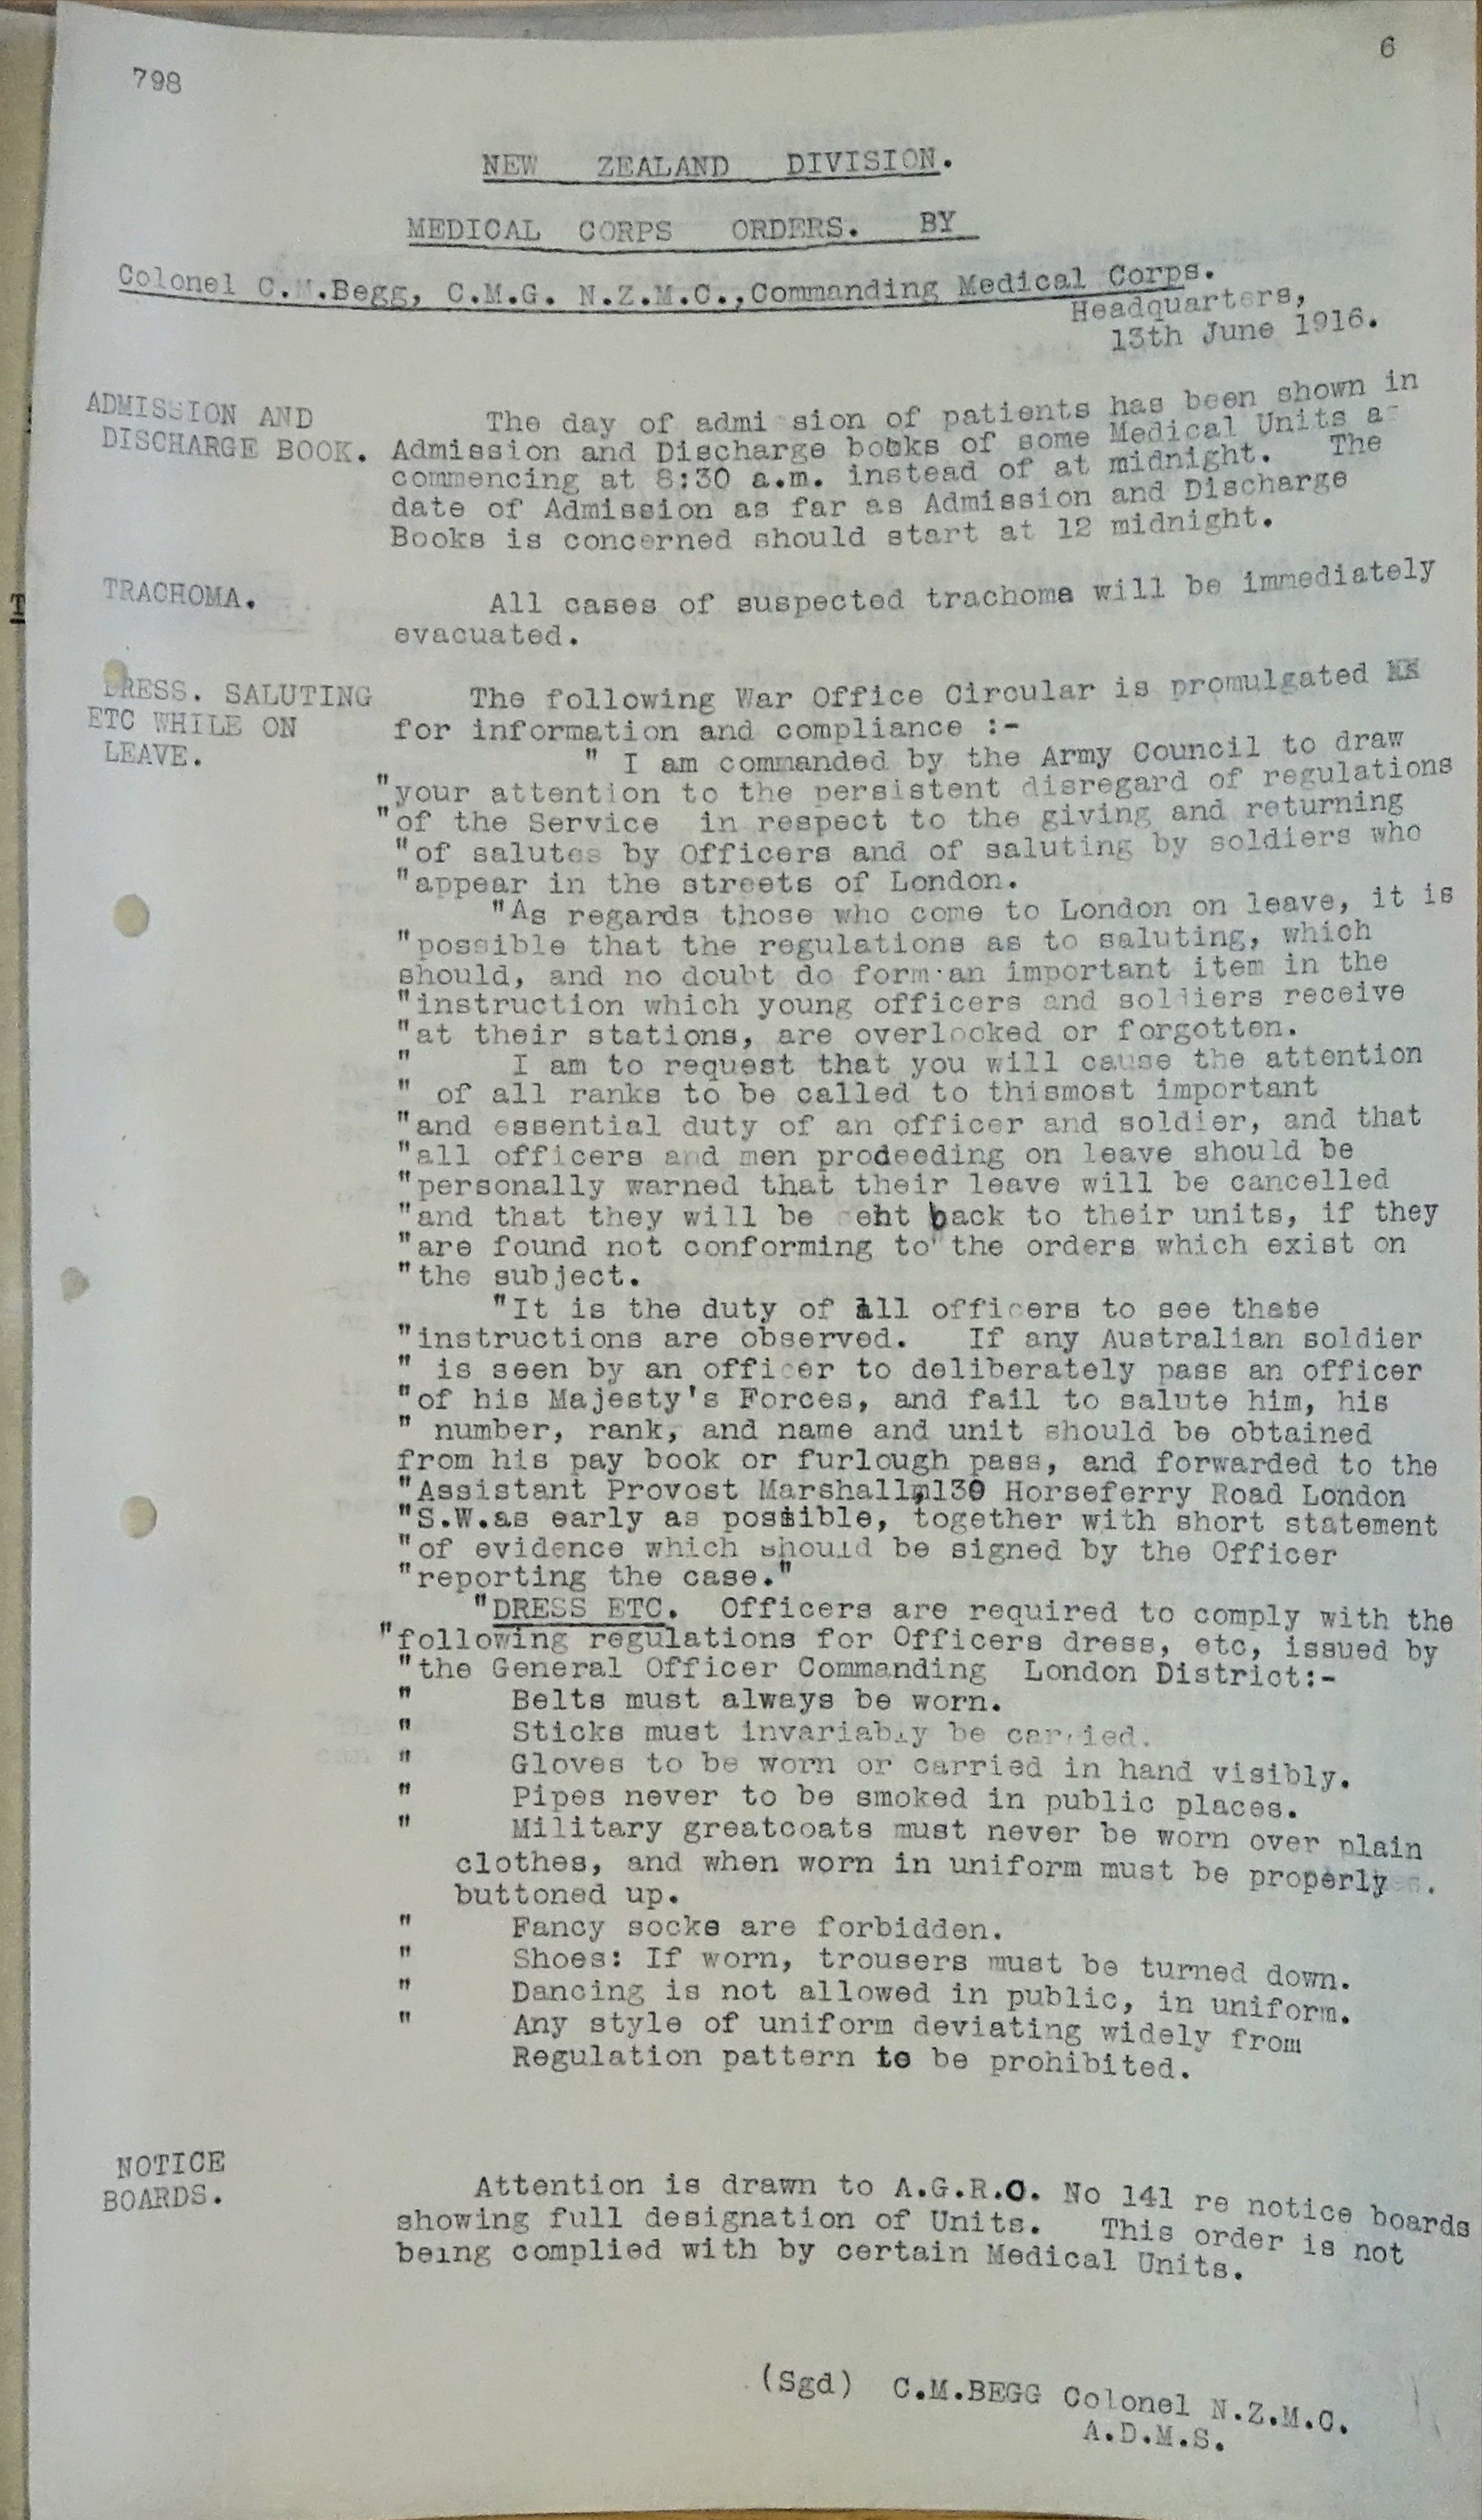 6
798
NEW ZEALAND DIVISION.
MEDICAL CORPS ORDERS. BY
Colonel C.M.Begg, C.M.G. N.Z.M.C.,Commanding Medical Corps.
Headquarters,
13th June 1916.
ADMISSION AND
DISCHARGE BOOK.
The day of admi sion of patients has been shown in
Admission and Discharge books of some Medical Units as
commencing at 8:30 a.m. instead of at midnight. The
date of Admission as far as Admission and Discharge
Books is concerned should start at 12 midnight.
TRACHOMA.
All cases of suspected trachoma will be immediately
evacuated.
DRESS. SALUTING
ETC WHILE ON
LEAVE.
The following War Office Circular is promulgated
for information and compliance :-
" I am commanded by the Army Council to draw
"your attention to the persistent disregard of regulations
"of the Service in respect to the giving and returning
"of salutes by Officers and of saluting by soldiers who
"appear in the streets of London.
"As regards those who come to London on leave, it is
"possible that the regulations as to saluting, which
should, and no doubt do form an important item in the
"instruction which young officers and soldiers receive
"at their stations, are overlooked or forgotten.
" I am to request that you will cause the attention
" of all ranks to be called to thismost important
"and essential duty of an officer and soldier, and that
"all officers and men prodeeding on leave should be
"personally warned that their leave will be cancelled
"and that they will be seht back to their units, if they
"are found not conforming to" the orders which exist on
"the subject.
"It is the duty of all officers to see these
"instructions are observed. If any Australian soldier
" is seen by an officer to deliberately pass an officer
"of his Majesty's Forces, and fail to salute him, his
" number, rank, and name and unit should be obtained
from his pay book or furlough pass, and forwarded to the
"Assistant Provost Marshall,130 Horseferry Road London
"S.W.as early as possible, together with short statement
"of evidence which should be signed by the Officer
"reporting the case."
"DRESS ETC. Officers are required to comply with the
"following regulations for Officers dress, etc, issued by
"the General Officer Commanding London District:-
" Belts must always be worn.
" Sticks must invariably be carried.
" Gloves to be worn or carried in hand visibly.
" Pipes never to be smoked in public places.
" Military greatcoats must never be worn over plain
clothes, and when worn in uniform must be properly .
buttoned up.
" Fancy socks are forbidden.
" Shoes: If worn, trousers must be turned down.
" Dancing is not allowed in public, in uniform.
" Any style of uniform deviating widely from
Regulation pattern to be prohibited.
NOTICE
BOARDS.
Attention is drawn to A.G.R.O. No 141 re notice boards
showing full designation of Units. This order is not
being complied with by certain Medical Units.
(Sgd) C.M.BEGG Colonel N.Z.M.C.
A.D.M.S.